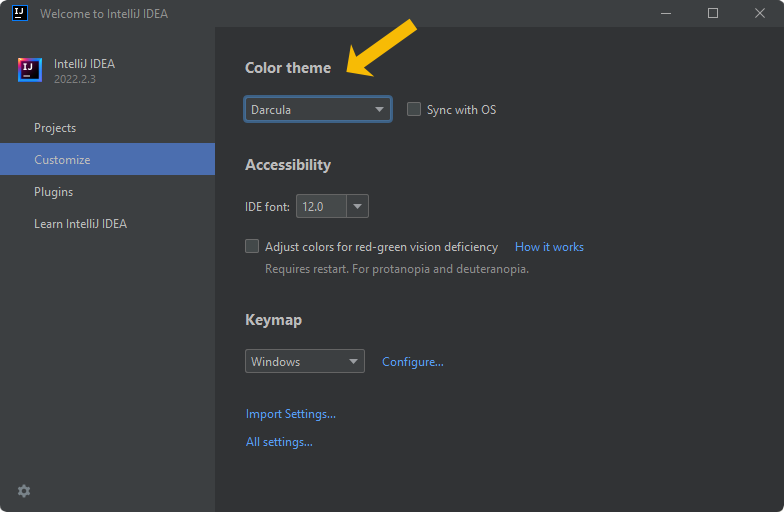 Welcome to IntelliJ IDEA
IntelliJ IDEA
2022.2.3
Projects
Customize
Plugins
Learn IntelliJ IDEA
Color theme
Darcula
Sync with OS
Accessibility
IDE font: 12.0
Adjust colors for red-green vision deficiency How it works
Requires restart. For protanopia and deuteranopia.
Keymap
Windows Configure...
Import Settings...
All settings...